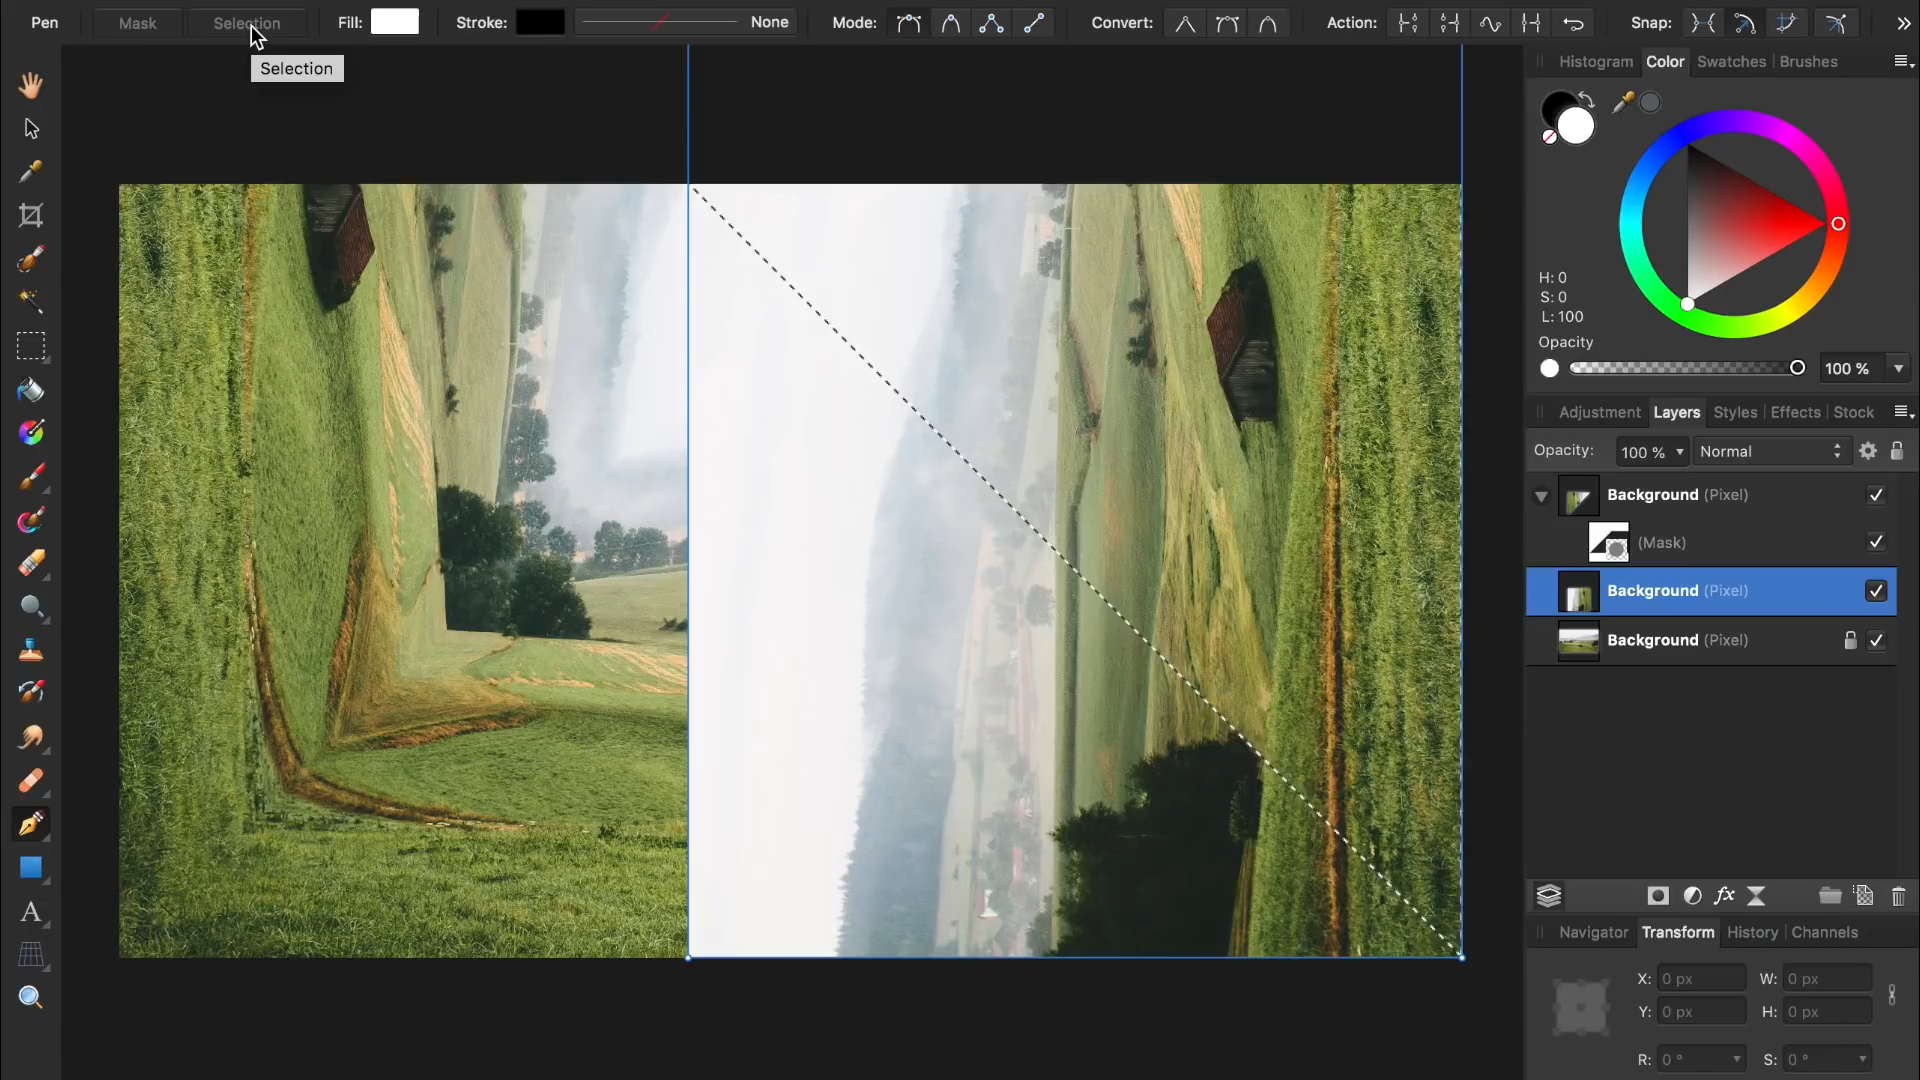 Pen
Mask
Selection
Fill:
Stroke:
None
Mode:
Convert:
Action:
Snap:
Selection
Histogram
Color
Swatches
Brushes
H: 0
S: 0
L: 100
Opacity
100 %
Adjustment
Layers
Styles
Effects
Stock
Opacity:
100 %
Normal
Background (Pixel)
(Mask)
Background (Pixel)
Background (Pixel)
fx
Navigator
Transform
History
Channels
X: 0 px
W: 0 px
Y: 0 px
H: 0 px
R: 0 °
S: 0 °
A